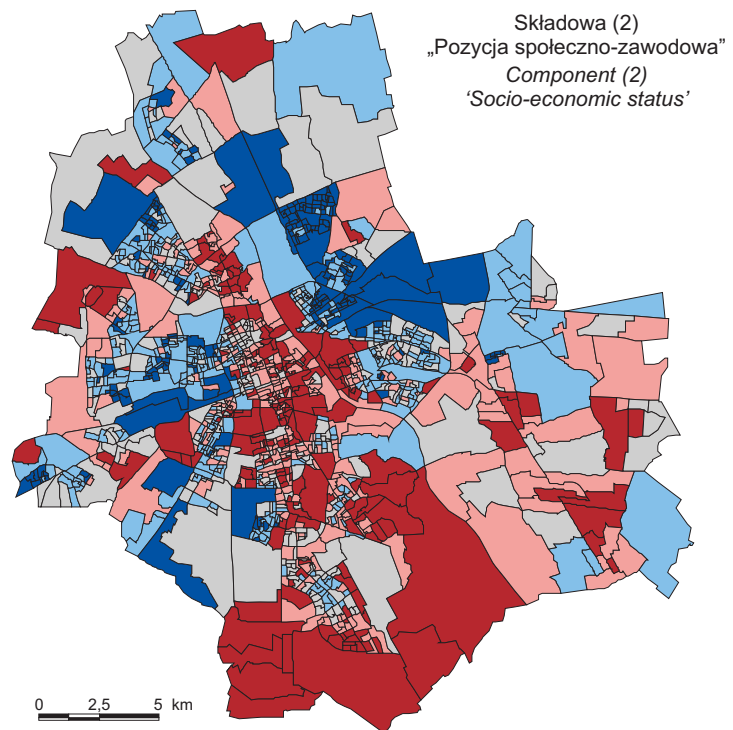 Składowa (2)
„Pozycja społeczno-zawodowa”
Component (2)
‘Socio-economic status’
0 2,5 5 km